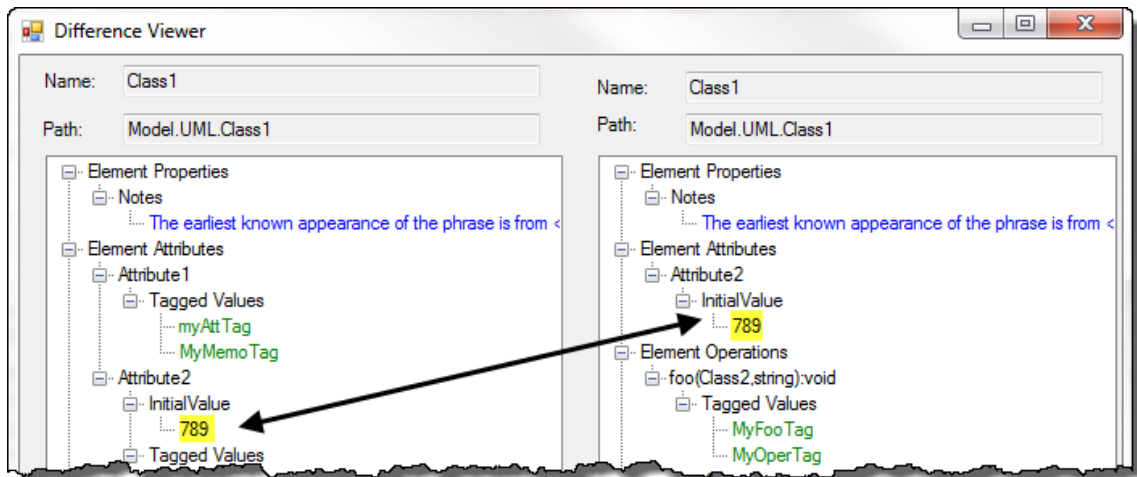 Difference Viewer
Name: Class1
Path: Model.UML.Class1
Element Properties
Notes
The earliest known appearance of the phrase is from <
Element Attributes
Attribute1
Tagged Values
myAttTag
MyMemoTag
Attribute2
InitialValue
789
Tagged Values
Name: Class1
Path: Model.UML.Class1
Element Properties
Notes
The earliest known appearance of the phrase is from <
Element Attributes
Attribute2
InitialValue
789
Element Operations
foo(Class2,string):void
Tagged Values
MyFooTag
MyOperTag